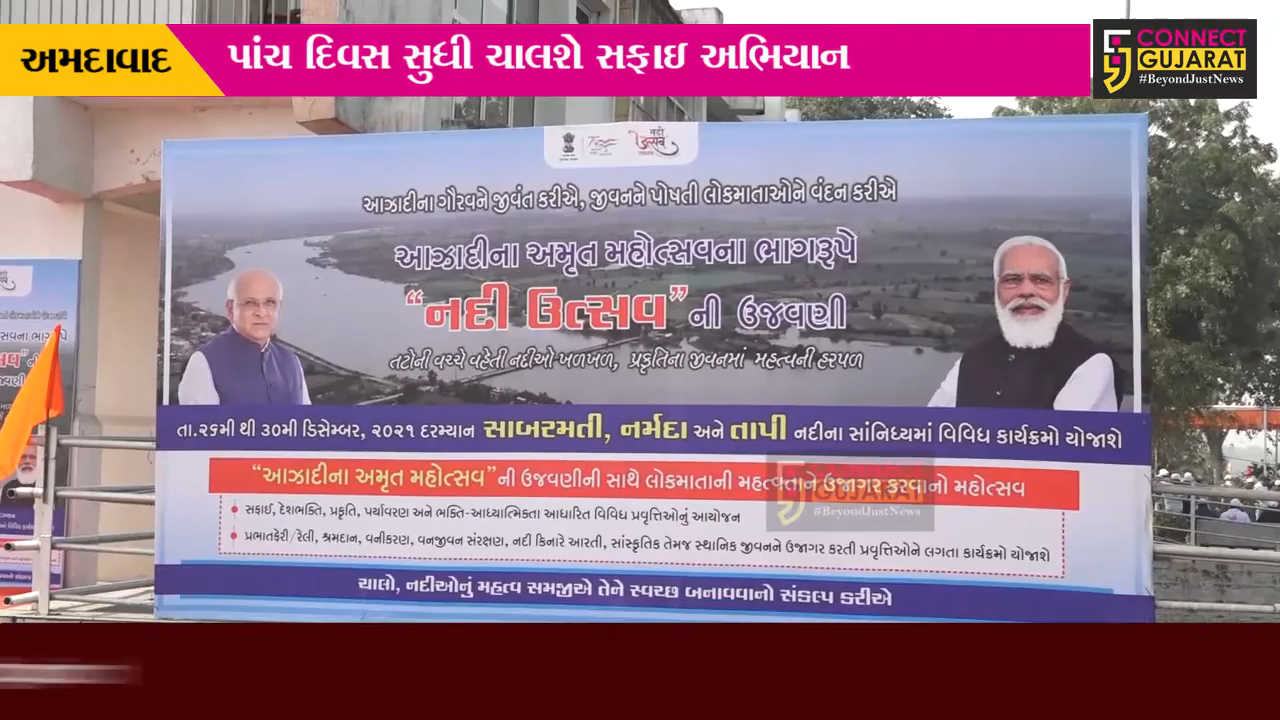 અમદાવાદ
પાંચ દિવસ સુધી ચાલશે સફાઇ અભિયાન
CONNECT
GUJARAT
#BeyondJustNews
નદી
ઉત્સવ
આઝાદીના ગૌરવને જીવંત કરીએ, જીવનને પોષતી લોકમાતાઓને વંદન કરીએ
આઝાદીના અમૃત મહોત્સવના ભાગરૂપે
“નદી ઉત્સવ” ની ઉજવણી
તટોની વચ્ચે વહેતી નદીઓ ખળખળ, પ્રકૃતિના જીવનમાં મહત્વની હરપળ
તા.૨૬મી થી ૩૦મી ડિસેમ્બર, ૨૦૨૧ દરમ્યાન સાબરમતી, નર્મદા અને તાપી નદીના સાંનિધ્યમાં વિવિધ કાર્યક્રમો યોજાશે
“આઝાદીના અમૃત મહોત્સવ” ની ઉજવણીની સાથે લોકમાતાની મહત્વતાને ઉજાગર કરવાનો મહોત્સવ
સફાઈ, દેશભક્તિ, પ્રકૃતિ, પર્યાવરણ અને ભક્તિ-આધ્યાત્મિક્તા આધારિત વિવિધ પ્રવૃત્તિઓનું આયોજન
પ્રભાતફેરી/રેલી, શ્રમદાન, વનીકરણ, વનજીવન સંરક્ષણ, નદી કિનારે આરતી, સાંસ્કૃતિક તેમજ સ્થાનિક જીવનને ઉજાગર કરતી પ્રવૃત્તિઓને લગતા કાર્યક્રમો યોજાશે
CONNECT
GUJARAT
#BeyondJustNews
ચાલો, નદીઓનું મહત્વ સમજીએ તેને સ્વચ્છ બનાવવાનો સંકલ્પ કરીએ